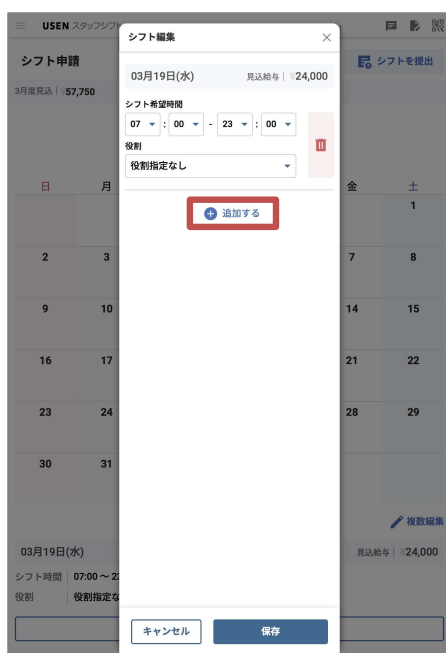 USEN スタッフシフト
シフト申請
シフトを提出
3月度見込 ¥57,750
シフト編集
03月19日(水) 見込給与 ¥24,000
シフト希望時間
07 : 00 - 23 : 00
役割
役割指定なし
追加する
日 月 金 土
1
2 3 7 8
9 10 14 15
16 17 21 22
23 24 28 29
30 31
複数編集
03月19日(水) 見込給与 ¥24,000
シフト時間 07:00 ~ 23
役割 役割指定な
キャンセル 保存